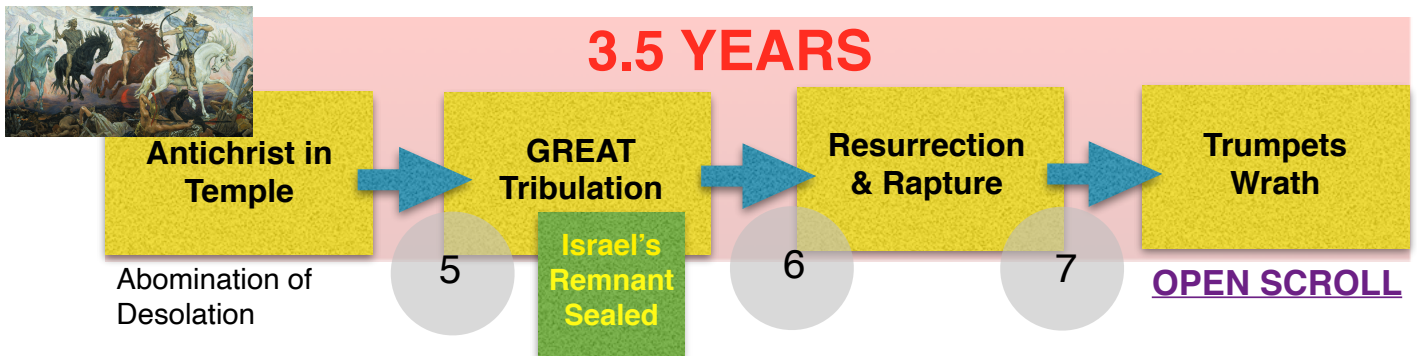 3.5 YEARS
Antichrist in
Temple
GREAT
Tribulation
Resurrection
& Rapture
Trumpets
Wrath
Abomination of
Desolation
5
Israel's
Remnant
Sealed
6
7
OPEN SCROLL